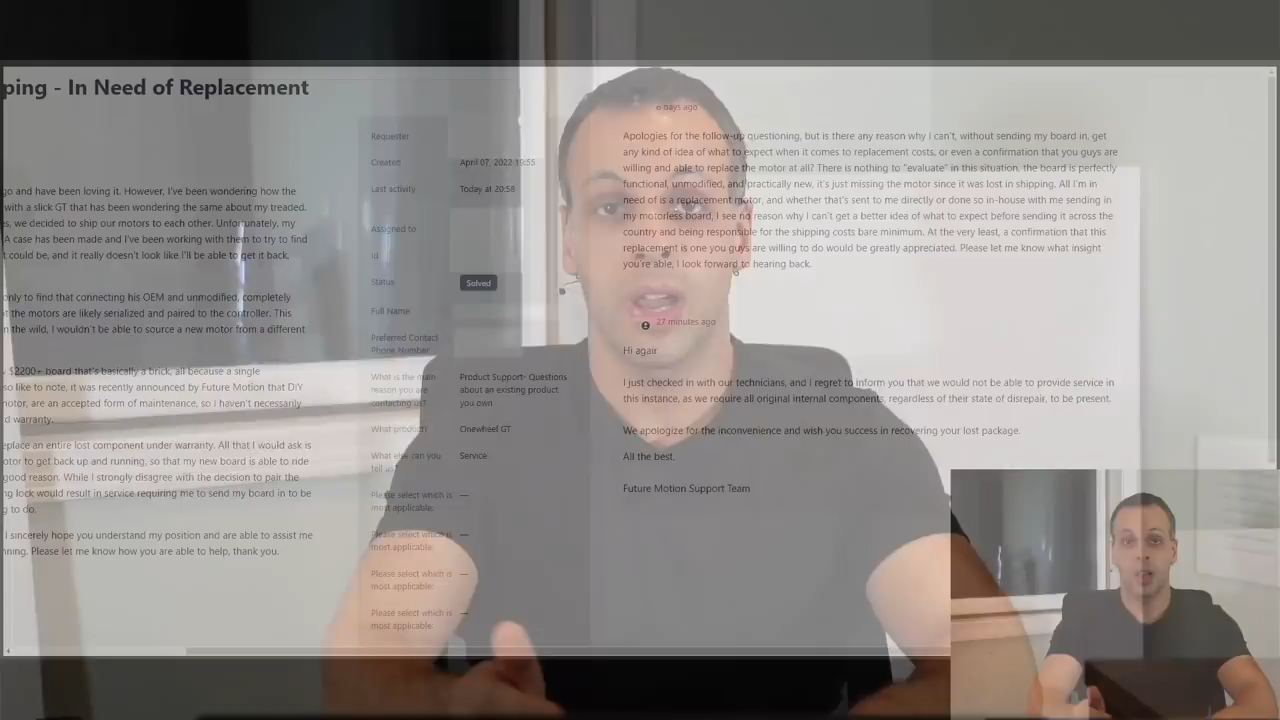 ping - In Need of Replacement
go and have been loving it. However, I've been wondering how the
with a slick GT that has been wondering the same about my treaded.
s, we decided to ship our motors to each other. Unfortunately, my
A case has been made and I've been working with them to try to find
t could be, and it really doesn't look like I'll be able to get it back.
only to find that connecting his OEM and unmodified, completely
t the motors are likely serialized and paired to the controller. This
n the wild, I wouldn't be able to source a new motor from a different
$2200+ board that's basically a brick, all because a single
so like to note, it was recently announced by Future Motion that DIY
motor, are an accepted form of maintenance, so I haven't necessarily
d warranty.
eplace an entire lost component under warranty. All that I would ask is
otor to get back up and running, so that my new board is able to ride
good reason. While I strongly disagree with the decision to pair the
ng lock would result in service requiring me to send my board in to be
g to do.
I sincerely hope you understand my position and are able to assist me
nning. Please let me know how you are able to help, thank you.
Requester
Created April 07, 2022 19:55
Last activity Today at 20:58
Assigned to
Id
Status Solved
Full Name
Preferred Contact
Phone Number
What is the main Product Support- Questions
reason you are about an existing product
contacting us? you own
What product? Onewheel GT
What else can you Service
tell us?
Please select which is —
most applicable:
Please select which is —
most applicable:
Please select which is —
most applicable:
Please select which is —
most applicable:
days ago
Apologies for the follow-up questioning, but is there any reason why I can't, without sending my board in, get
any kind of idea of what to expect when it comes to replacement costs, or even a confirmation that you guys are
willing and able to replace the motor at all? There is nothing to "evaluate" in this situation, the board is perfectly
functional, unmodified, and practically new, it's just missing the motor since it was lost in shipping. All I'm in
need of is a replacement motor, and whether that's sent to me directly or done so in-house with me sending in
my motorless board, I see no reason why I can't get a better idea of what to expect before sending it across the
country and being responsible for the shipping costs bare minimum. At the very least, a confirmation that this
replacement is one you guys are willing to do would be greatly appreciated. Please let me know what insight
you're able, I look forward to hearing back.
27 minutes ago
Hi agair
I just checked in with our technicians, and I regret to inform you that we would not be able to provide service in
this instance, as we require all original internal components, regardless of their state of disrepair, to be present.
We apologize for the inconvenience and wish you success in recovering your lost package.
All the best,
Future Motion Support Team